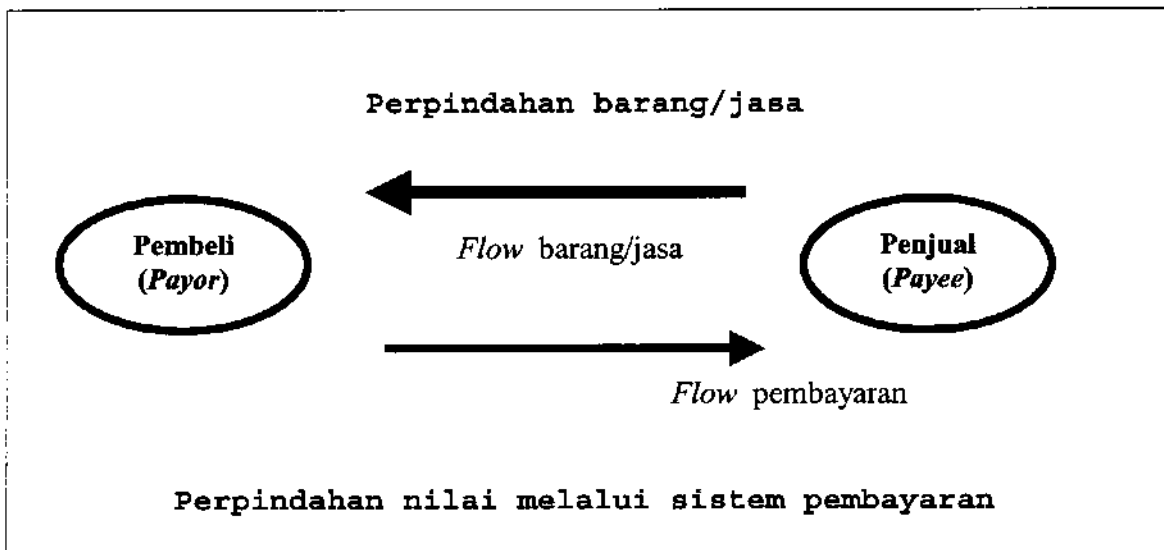 Perpindahan barang/jasa
Flow barang/jasa
Pembeli
(Payor)
Penjual
(Payee)
Flow pembayaran
Perpindahan nilai melalui sistem pembayaran